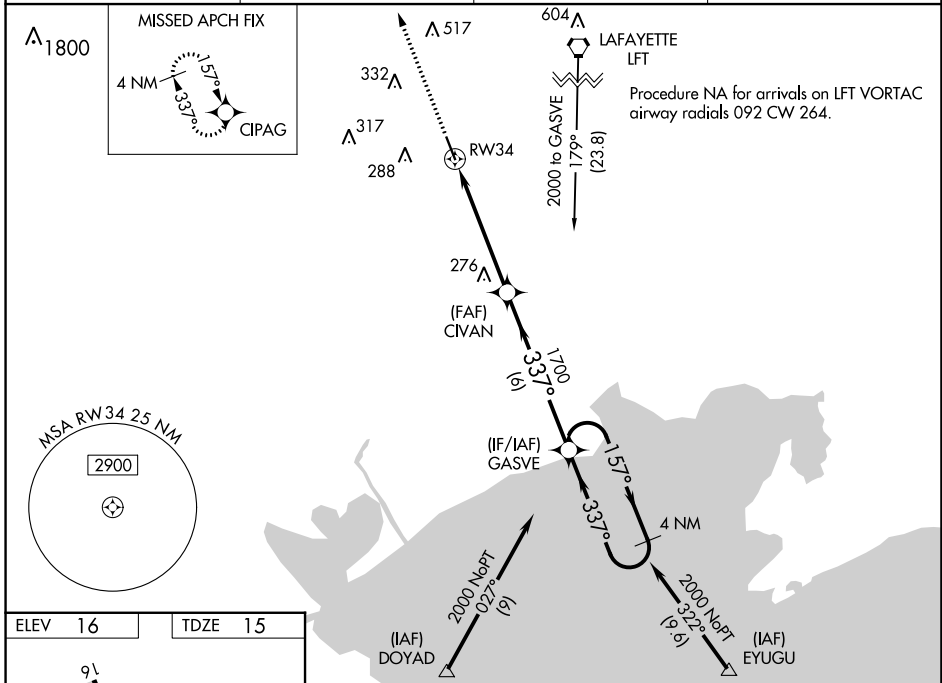 MISSED APCH FIX
1800
4 NM
157°
337°
CIPAG
517
332
317
288
RW34
604
LAFAYETTE
LFT
Procedure NA for arrivals on LFT VORTAC
airway radials 092 CW 264.
2000 to GASVE
179°
(23.8)
276
(FAF)
CIVAN
1700
337°
(6)
(IF/IAF)
GASVE
157°
337°
4 NM
MSA RW34 25 NM
2900
2000 NoPT
027°
(9)
2000 NoPT
322°
(9.6)
(IAF)
DOYAD
(IAF)
EYUGU
ELEV 16
TDZE 15
16